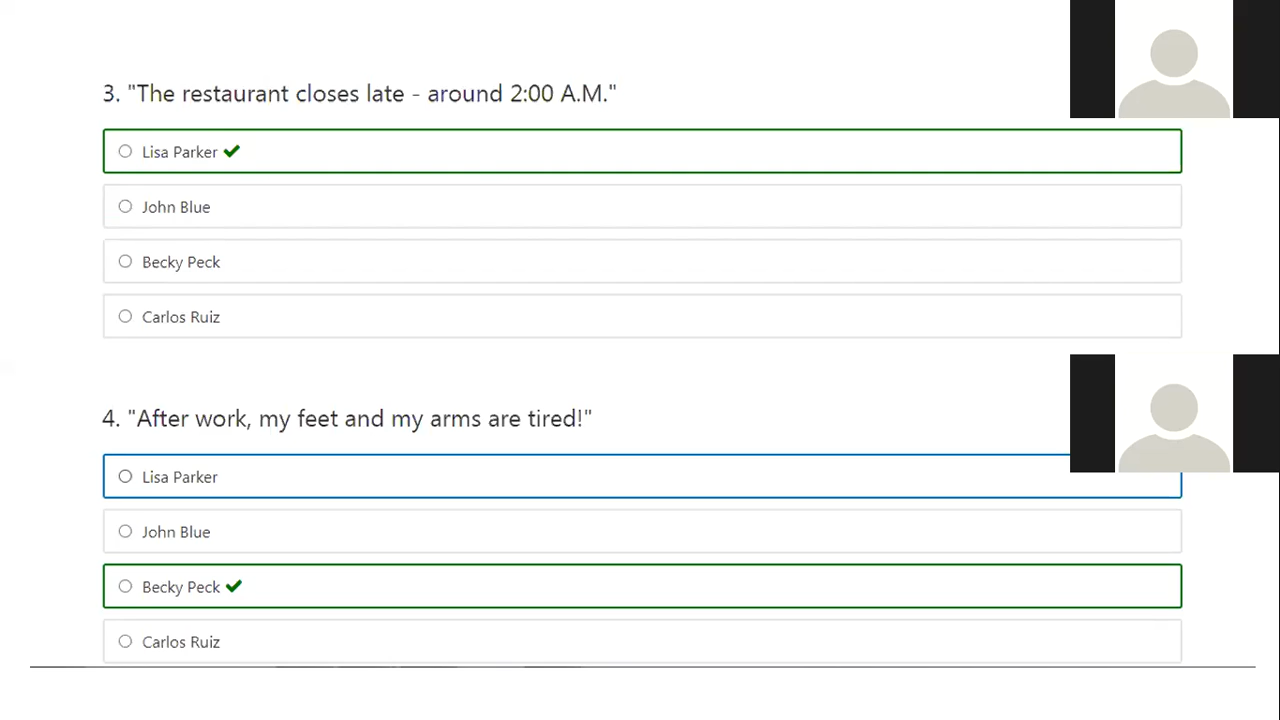 3. "The restaurant closes late - around 2:00 A.M."
Lisa Parker
John Blue
Becky Peck
Carlos Ruiz
4. "After work, my feet and my arms are tired!"
Lisa Parker
John Blue
Becky Peck
Carlos Ruiz